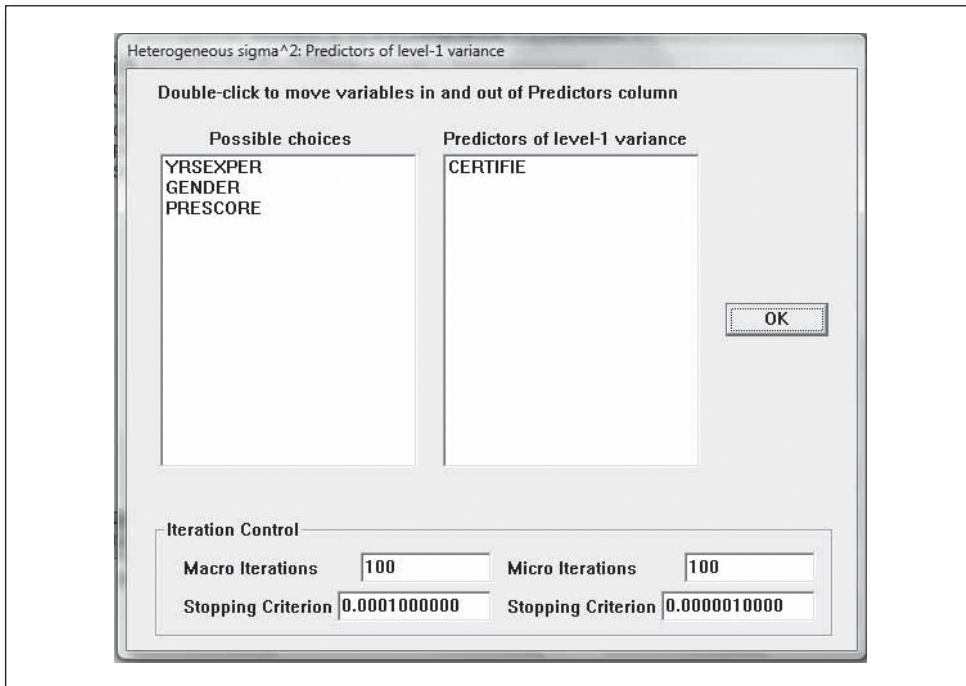 Heterogeneous sigma^2: Predictors of level-1 variance
Double-click to move variables in and out of Predictors column
Possible choices
YRSEXPER
GENDER
PRESCORE
Predictors of level-1 variance
CERTIFIE
OK
Iteration Control
Macro Iterations 100
Micro Iterations 100
Stopping Criterion 0.0001000000
Stopping Criterion 0.0000010000